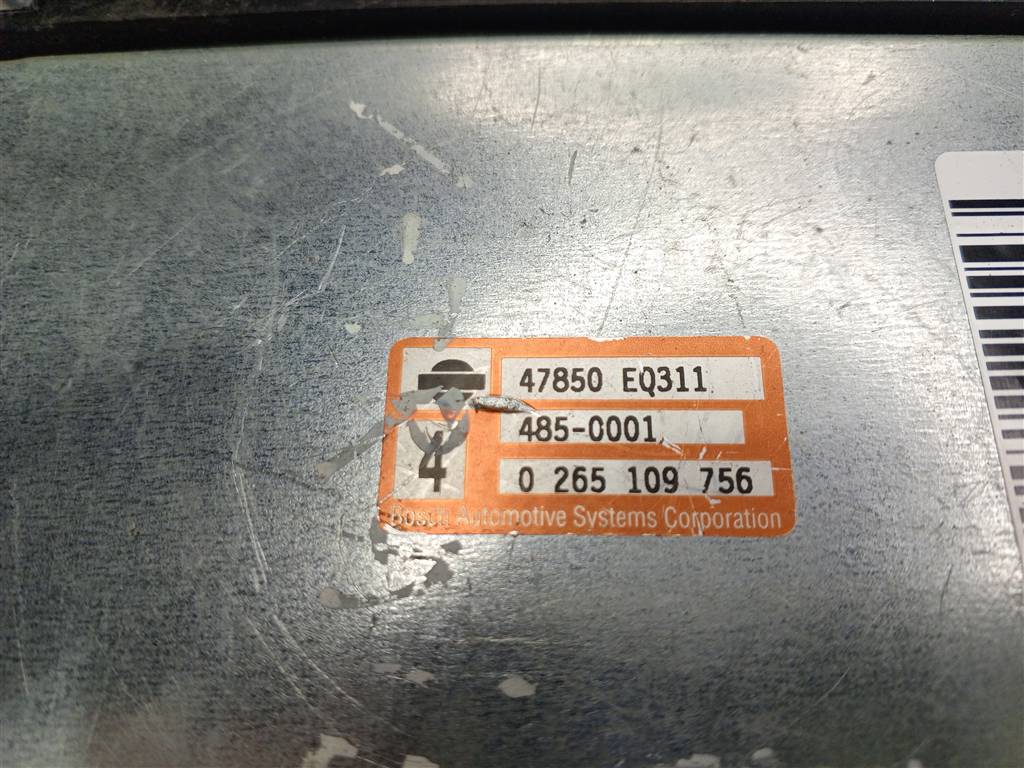 47850 EQ311
485-0001
4
0 265 109 756
Bosch Automotive Systems Corporation